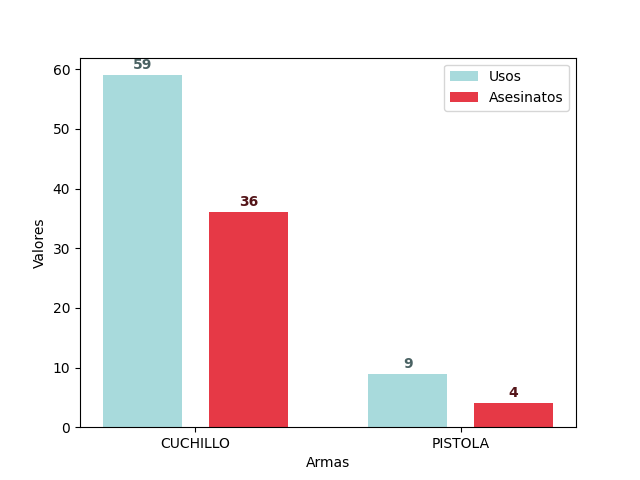 59
36
9
4
Usos
Asesinatos
60
50
40
30
20
10
0
Valores
CUCHILLO
PISTOLA
Armas